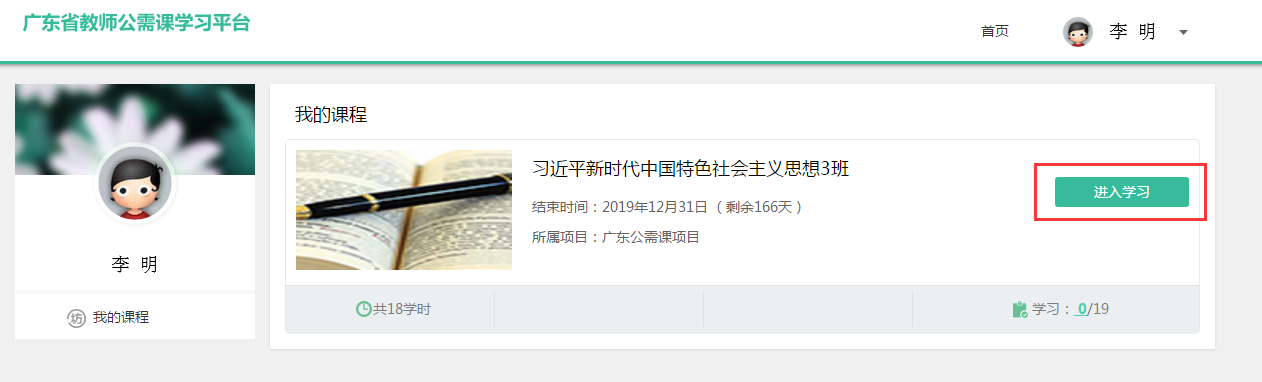 广东省教师公需课学习平台
首页
李 明
我的课程
习近平新时代中国特色社会主义思想3班
进入学习
结束时间：2019年12月31日（剩余166天）
所属项目：广东公需课项目
李 明
共18学时
学习：0/19
坊 我的课程